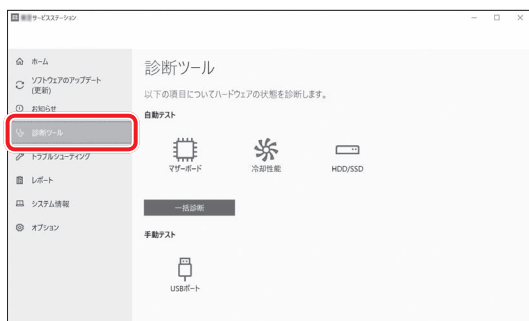 サービスステーション
ホーム
ソフトウェアのアップデート
(更新)
お知らせ
診断ツール
トラブルシューティング
レポート
システム情報
オプション
診断ツール
以下の項目についてハードウェアの状態を診断します。
自動テスト
マザーボード
冷却性能
HDD/SSD
一括診断
手動テスト
USBポート